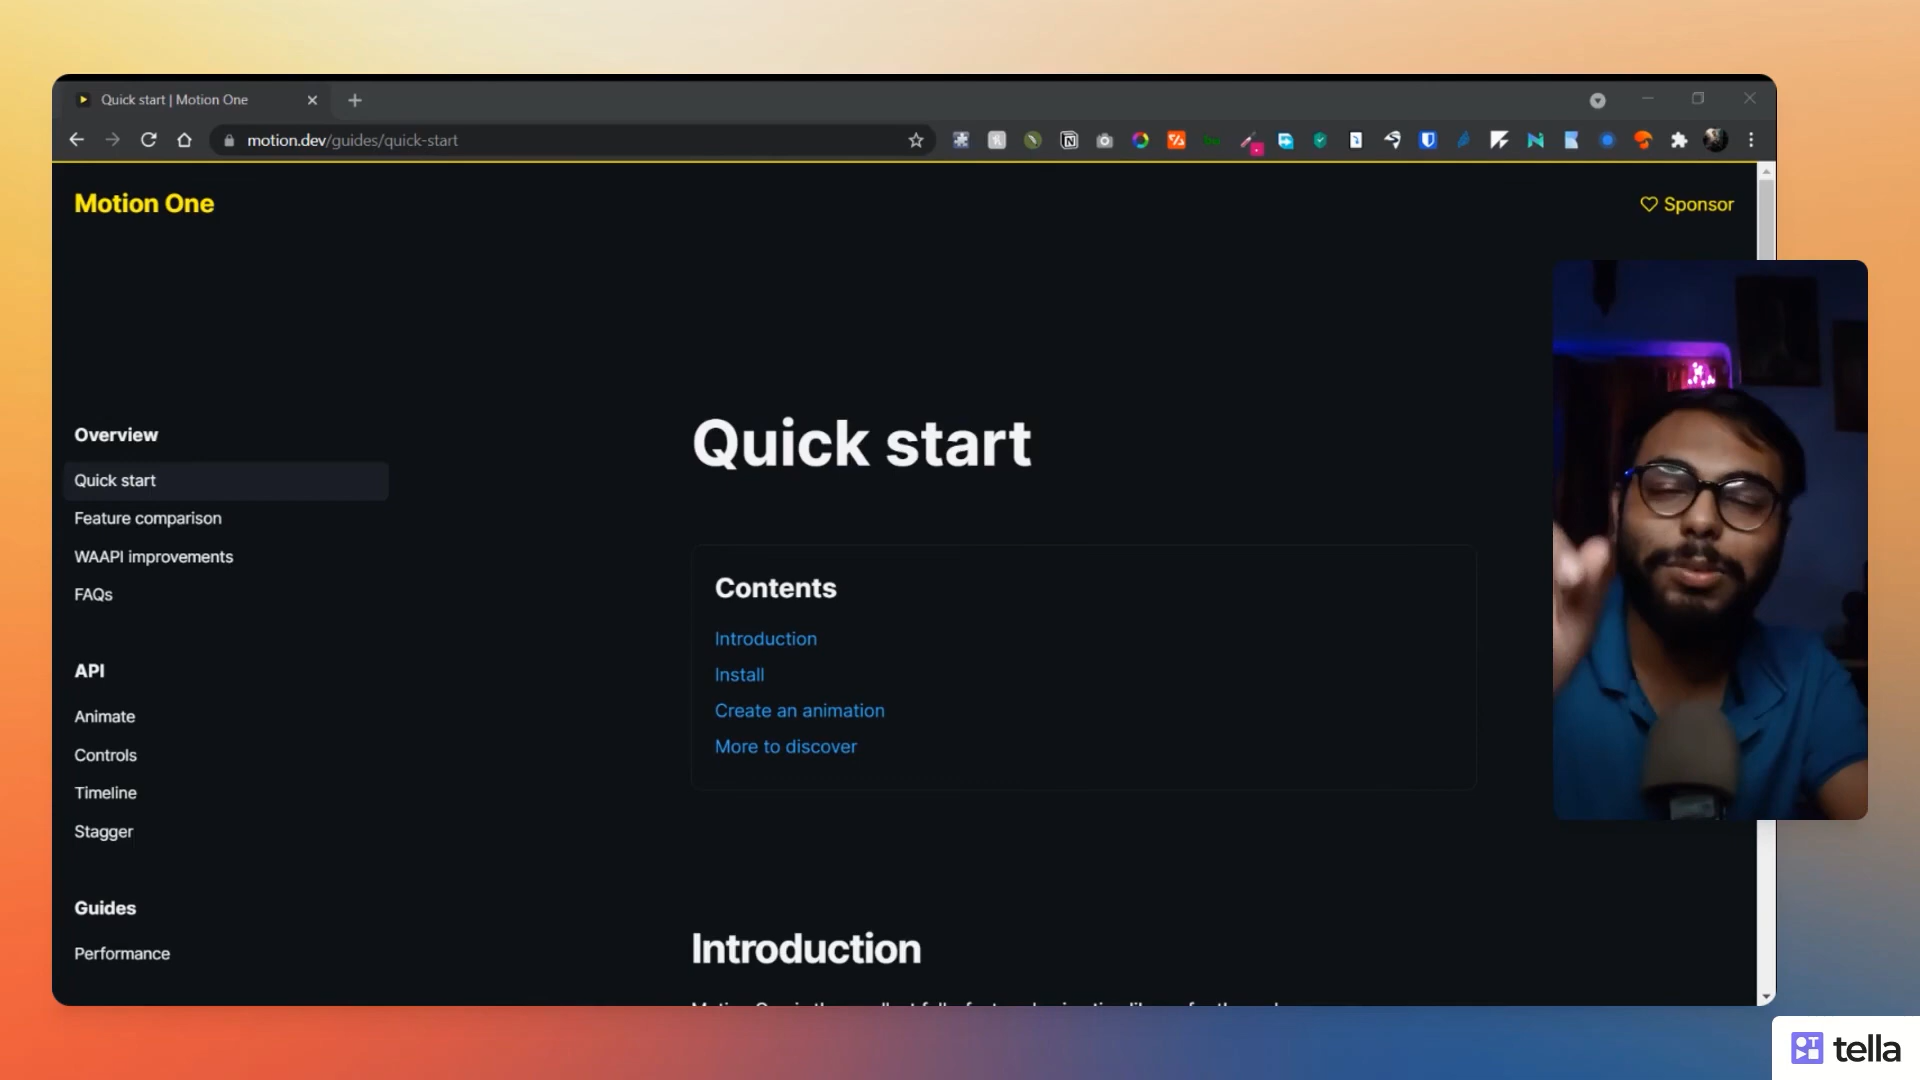 Quick start | Motion One
motion.dev/guides/quick-start
Motion One
Sponsor
Overview
Quick start
Feature comparison
WAAPI improvements
FAQs
API
Animate
Controls
Timeline
Stagger
Guides
Performance
Quick start
Contents
Introduction
Install
Create an animation
More to discover
Introduction
tella